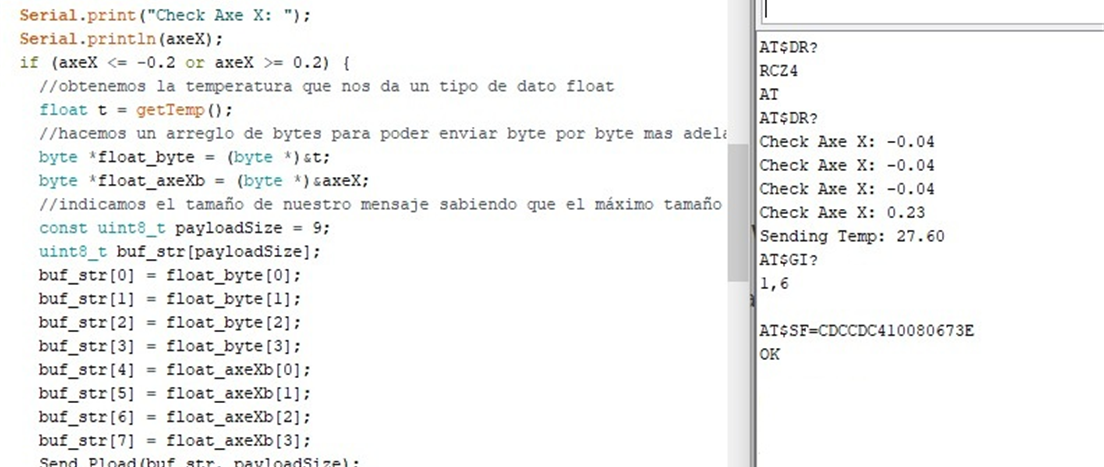 Serial.print("Check Axe X: ");
Serial.println(axeX);
if (axeX <= -0.2 or axeX >= 0.2) {
//obtenemos la temperatura que nos da un tipo de dato float
float t = getTemp();
//hacemos un arreglo de bytes para poder enviar byte por byte mas adela
byte *float_byte = (byte *)&t;
byte *float_axeXb = (byte *)&axeX;
//indicamos el tamaño de nuestro mensaje sabiendo que el máximo tamaño
const uint8_t payloadSize = 9;
uint8_t buf_str[payloadSize];
buf_str[0] = float_byte[0];
buf_str[1] = float_byte[1];
buf_str[2] = float_byte[2];
buf_str[3] = float_byte[3];
buf_str[4] = float_axeXb[0];
buf_str[5] = float_axeXb[1];
buf_str[6] = float_axeXb[2];
buf_str[7] = float_axeXb[3];
Send_Pload(buf_str, payloadSize);
AT$DR?
RCZ4
AT
AT$DR?
Check Axe X: -0.04
Check Axe X: -0.04
Check Axe X: -0.04
Check Axe X: 0.23
Sending Temp: 27.60
AT$GI?
1,6
AT$SF=CDCCDC410080673E
OK